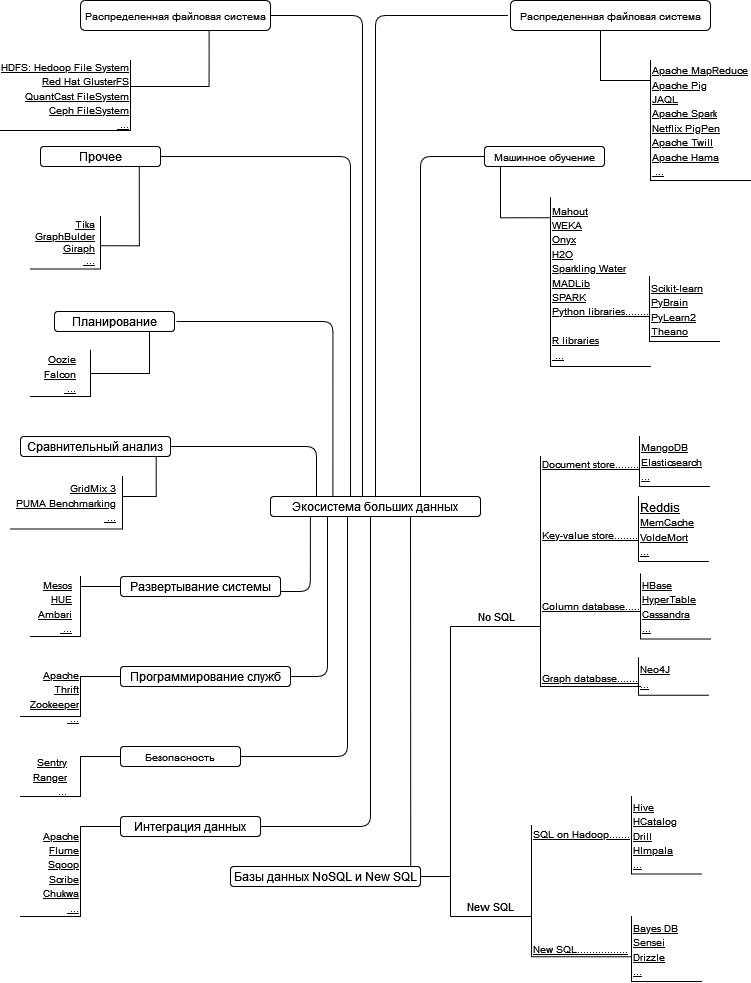 Распределенная файловая система
HDFS: Hedoop File System
Red Hat GlusterFS
QuantCast FileSystem
Ceph FileSystem
...
Прочее
Tika
GraphBulder
Giraph
...
Планирование
Oozie
Falcon
...
Сравнительный анализ
GridMix 3
PUMA Benchmarking
...
Экосистема больших данных
Развертывание системы
Mesos
HUE
Ambari
...
Программирование служб
Apache
Thrift
Zookeeper
...
Безопасность
Sentry
Ranger
...
Интеграция данных
Apache
Flume
Sqoop
Scribe
Chukwa
...
Распределенная файловая система
Apache MapReduce
Apache Pig
JAQL
Apache Spark
Netflix PigPen
Apache Twill
Apache Hama
...
Машинное обучение
Mahout
WEKA
Onyx
H2O
Sparkling Water
MADLib
SPARK
Python libraries........
Scikit-learn
PyBrain
PyLearn2
Theano
R libraries
...
Базы данных NoSQL и New SQL
No SQL
Document store........
MangoDB
Elasticsearch
...
Key-value store........
Reddis
MemCache
VoldeMort
...
Column database.....
HBase
HyperTable
Cassandra
...
Graph database.......
Neo4J
...
New SQL
SQL on Hadoop.......
Hive
HCatalog
Drill
HImpala
...
New SQL.................
Bayes DB
Sensei
Drizzle
...